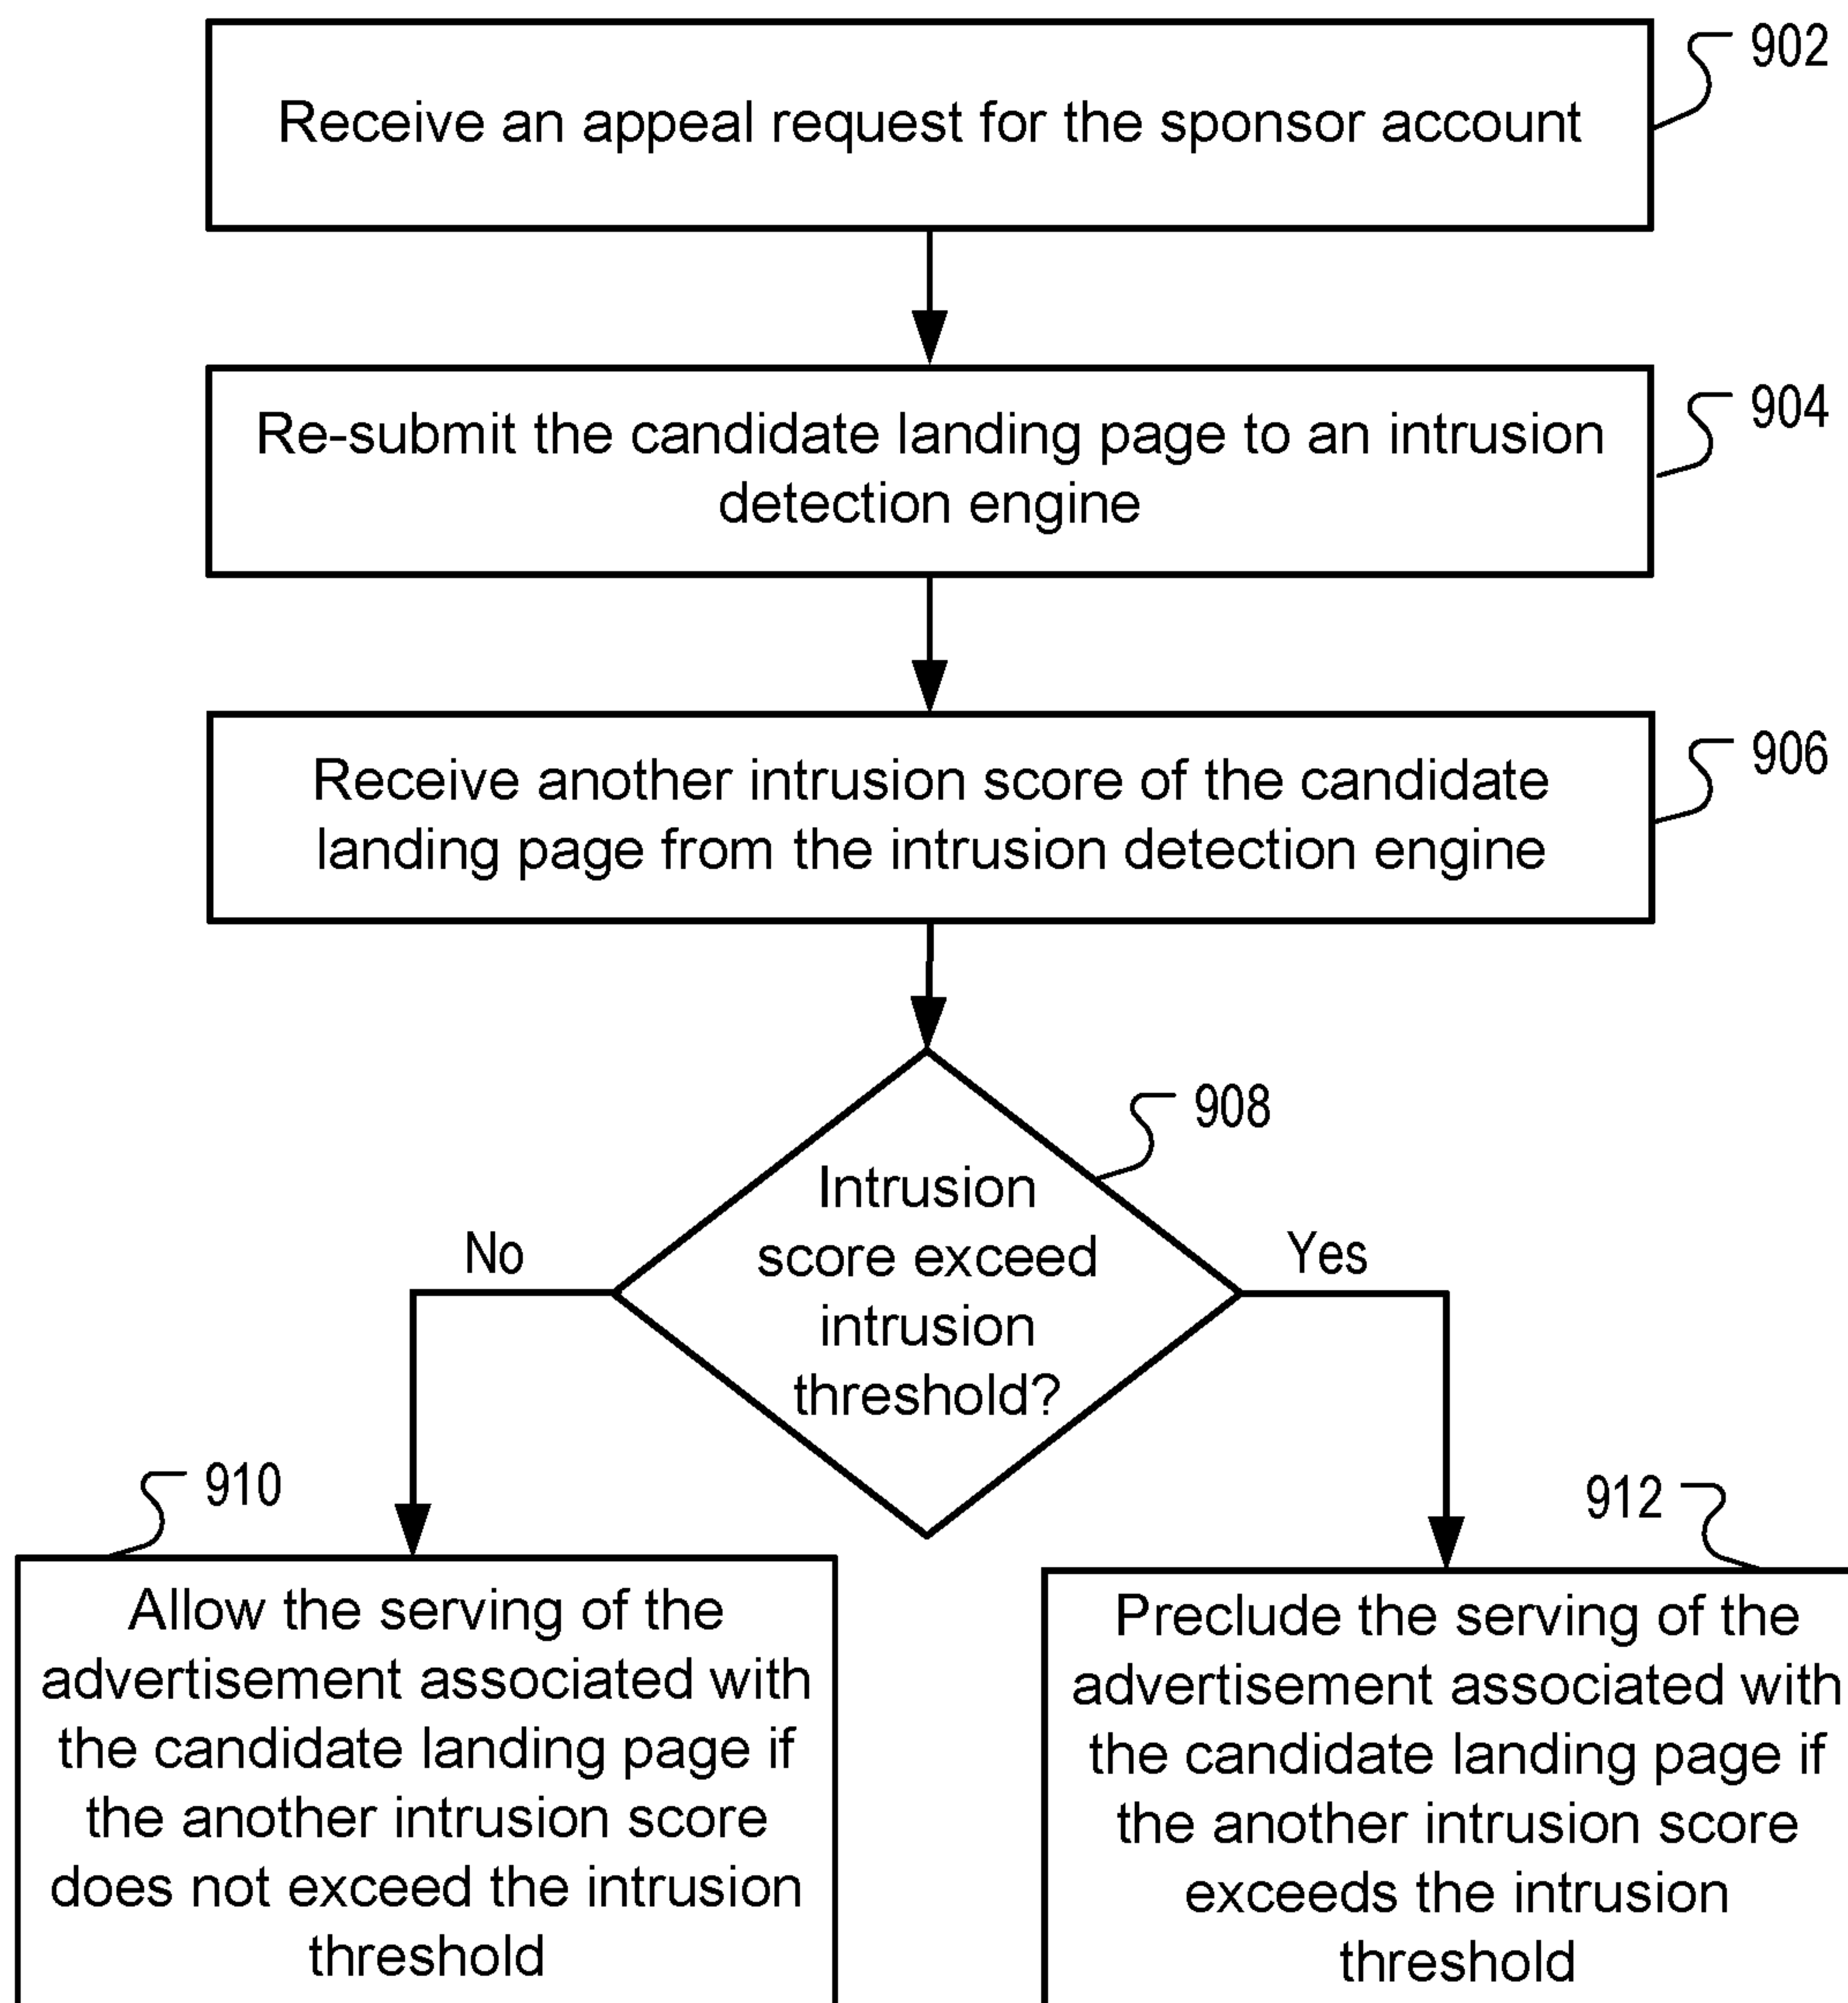 902
Receive an appeal request for the sponsor account
904
Re-submit the candidate landing page to an intrusion
detection engine
906
Receive another intrusion score of the candidate
landing page from the intrusion detection engine
908
Intrusion
score exceed
intrusion
threshold?
No
Yes
910
Allow the serving of the
advertisement associated with
the candidate landing page if
the another intrusion score
does not exceed the intrusion
threshold
912
Preclude the serving of the
advertisement associated with
the candidate landing page if
the another intrusion score
exceeds the intrusion
threshold